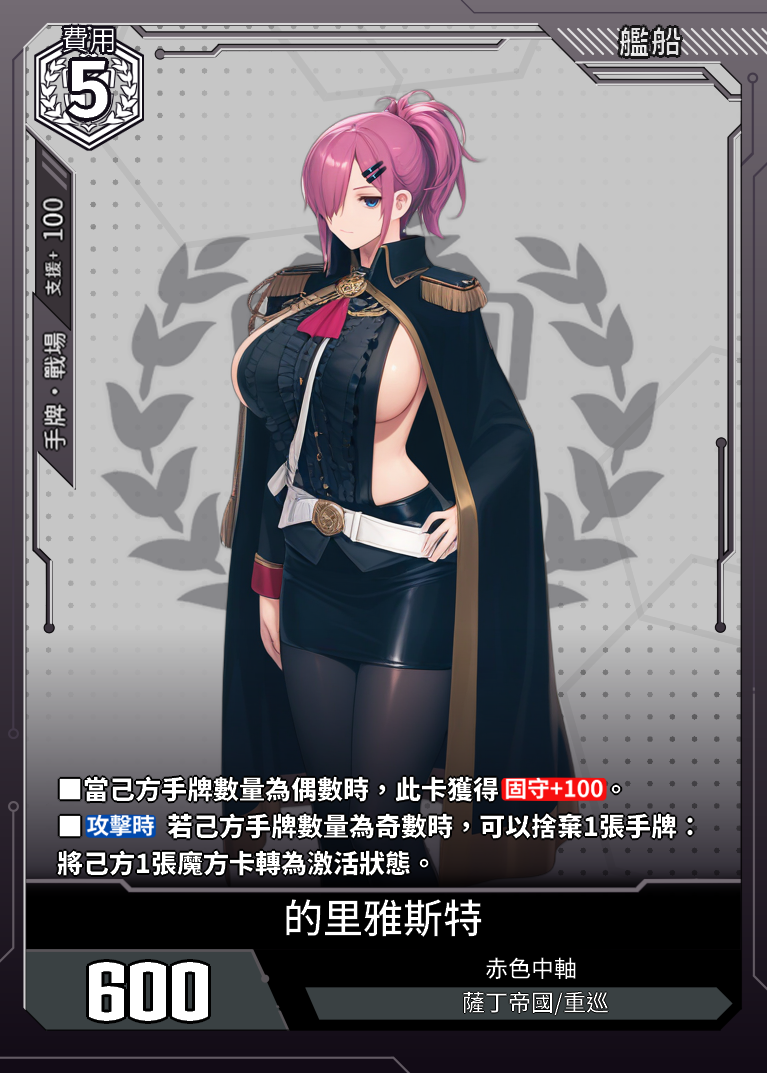 費用
5
艦船
支援+ 100
手牌・戰場
■當己方手牌數量為偶數時，此卡獲得 固守+100 。
■ 攻擊時 若己方手牌數量為奇數時，可以捨棄1張手牌：
將己方1張魔方卡轉為激活狀態。
的里雅斯特
600
赤色中軸
薩丁帝國/重巡